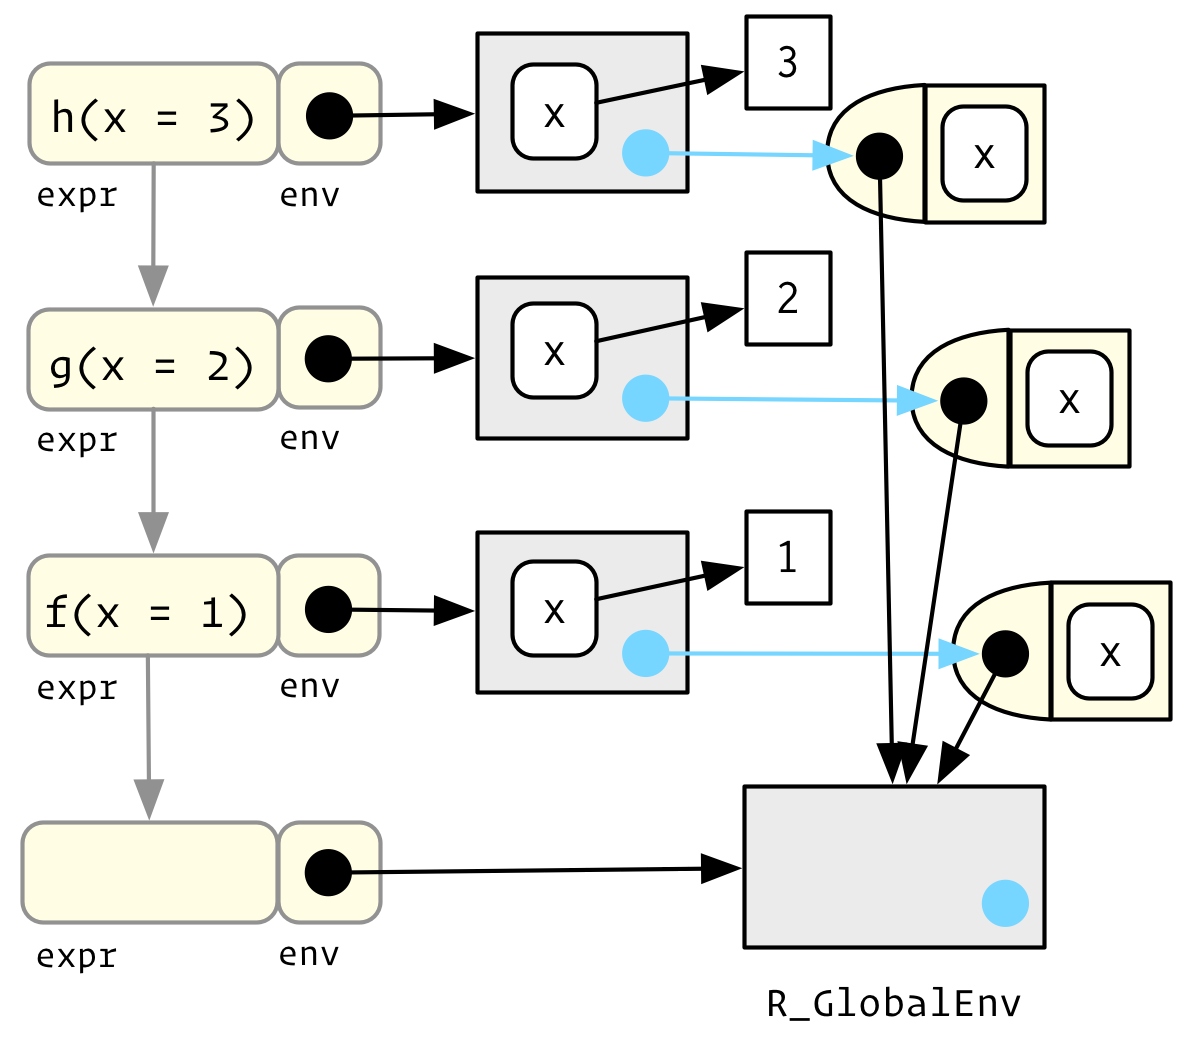 h(x = 3)
x
3
x
expr
env
g(x = 2)
x
2
x
expr
env
f(x = 1)
x
1
x
expr
env
expr
env
R_GlobalEnv